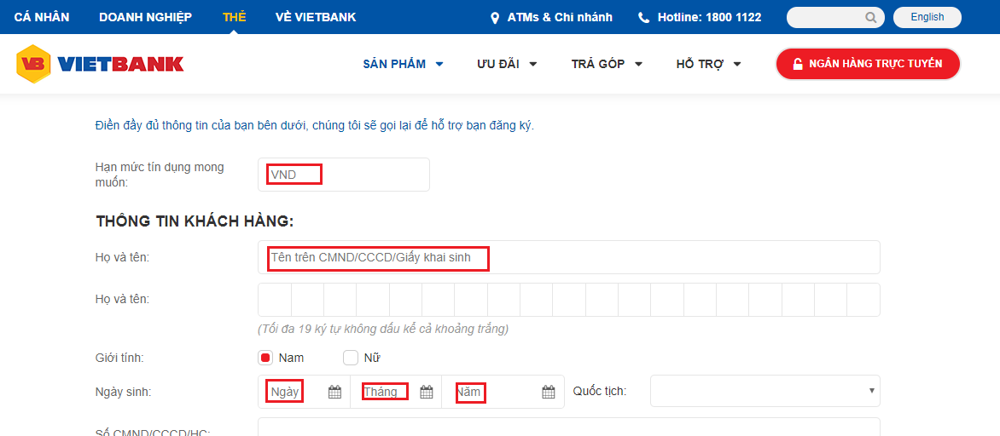 CÁ NHÂN DOANH NGHIỆP THẺ VỀ VIETBANK ATMs & Chi nhánh Hotline: 1800 1122 English
VB VIETBANK SẢN PHẨM ƯU ĐÃI TRẢ GÓP HỖ TRỢ NGÂN HÀNG TRỰC TUYẾN
Điền đầy đủ thông tin của bạn bên dưới, chúng tôi sẽ gọi lại để hỗ trợ bạn đăng ký.
Hạn mức tín dụng mong
muốn:
VND
THÔNG TIN KHÁCH HÀNG:
Họ và tên: Tên trên CMND/CCCD/Giấy khai sinh
Họ và tên:
(Tối đa 19 ký tự không dấu kể cả khoảng trắng)
Giới tính: Nam Nữ
Ngày sinh: Ngày Tháng Năm Quốc tịch:
Số CMND/CCCD/HC: